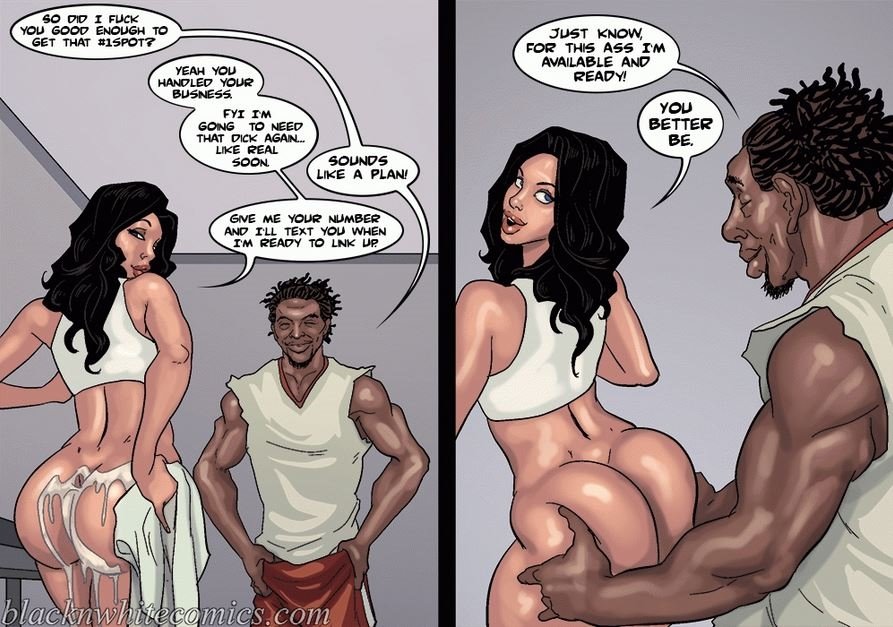 SO DID I FUCK
YOU GOOD ENOUGH TO
GET THAT #1SPOT?
YEAH YOU
HANDLED YOUR
BUSNESS.
FYI I'M
GOING TO NEED
THAT DICK AGAIN...
LIKE REAL
SOON.
SOUNDS
LIKE A PLAN!
GIVE ME YOUR NUMBER
AND I'LL TEXT YOU WHEN
I'M READY TO LNK UP.
JUST KNOW,
FOR THIS ASS I'M
AVAILABLE AND
READY!
YOU
BETTER
BE.
blacknwhitecomics.com